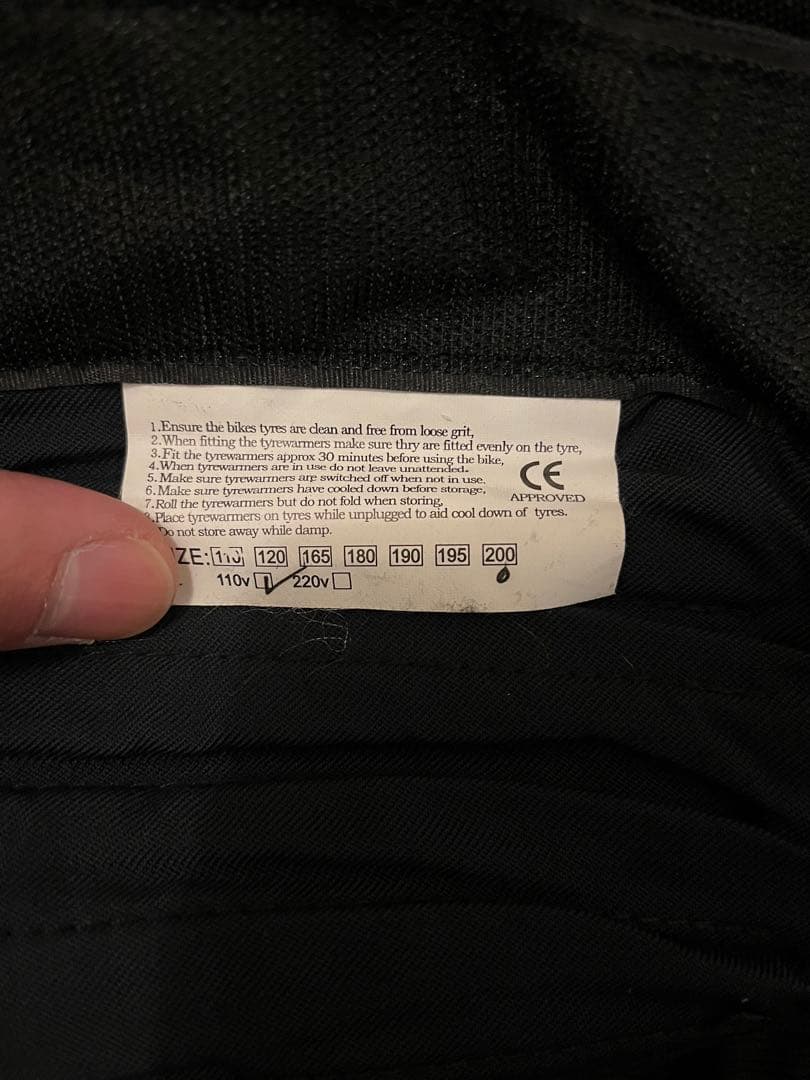 1.Ensure the bikes tyres are clean and free from loose grit,
2.When fitting the tyrewarmers make sure thry are fitted evenly on the tyre,
3.Fit the tyrewarmers approx 30 minutes before using the bike,
4.When tyrewarmers are in use do not leave unattended.
5.Make sure tyrewarmers are switched off when not in use.
6.Make sure tyrewarmers have cooled down before storage,
7.Roll the tyrewarmers but do not fold when storing,
Place tyrewarmers on tyres while unplugged to aid cool down of tyres.
Do not store away while damp.
CE
APPROVED
ZE: 120 165 180 190 195 200
110v 220v